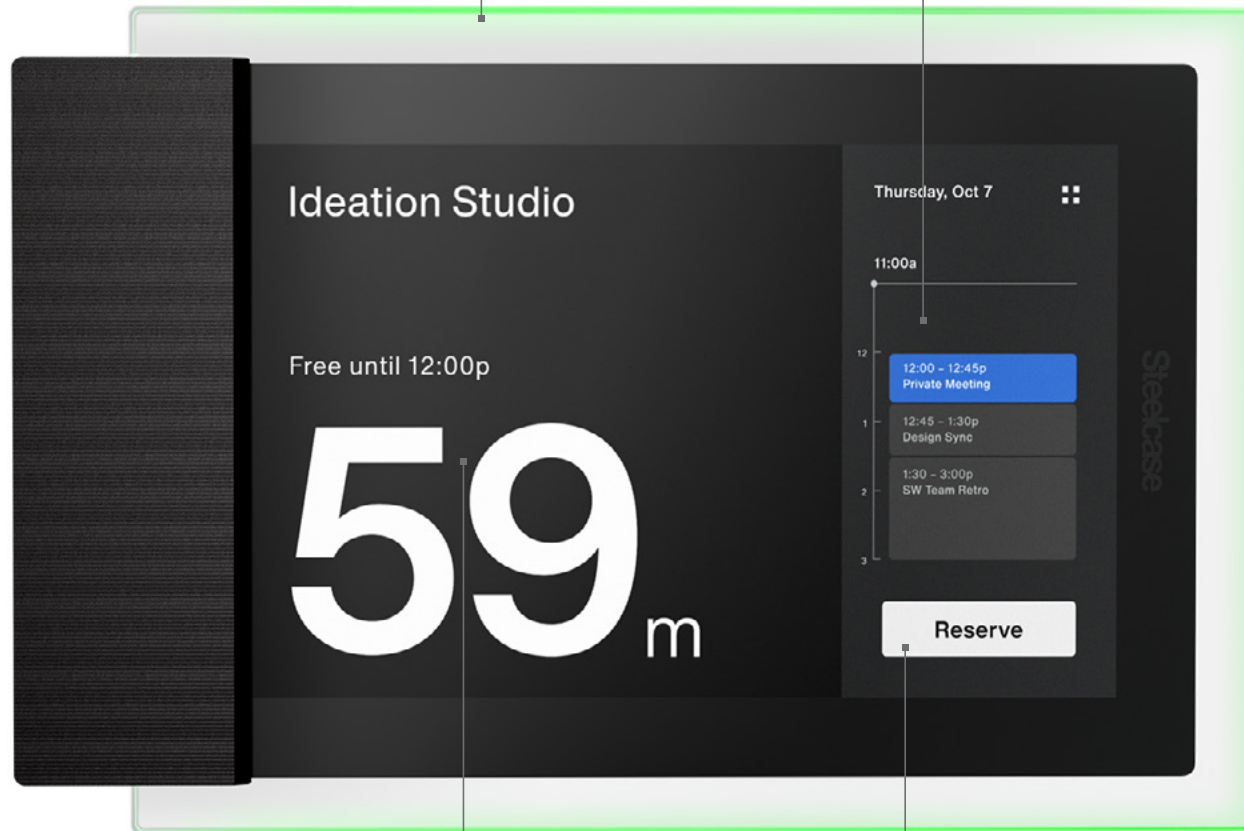 Ideation Studio
Free until 12:00p
59m
Thursday, Oct 7
11:00a
12
12:00 – 12:45p
Private Meeting
1
12:45 – 1:30p
Design Sync
2
1:30 – 3:00p
SW Team Retro
3
Reserve
Steelcase